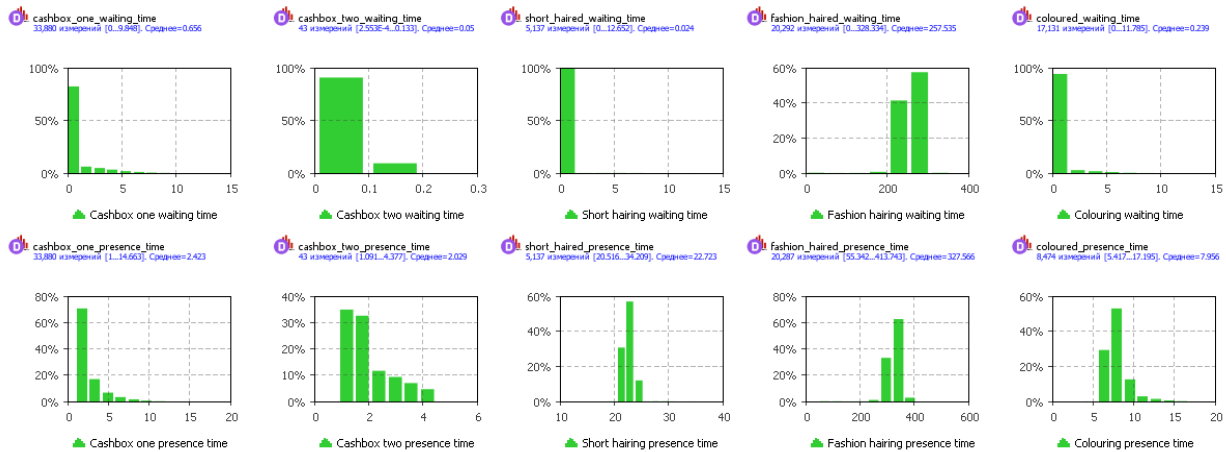 cashbox_one_waiting_time
33,880 измерений [0...9.848]. Среднее=0.656
100%
50%
0%
0 5 10 15
Cashbox one waiting time
cashbox_two_waiting_time
43 измерений [2.553E-4...0.133]. Среднее=0.05
100%
50%
0%
0 0.1 0.2 0.3
Cashbox two waiting time
short_haired_waiting_time
5,137 измерений [0...12.652]. Среднее=0.024
100%
50%
0%
0 5 10 15
Short hairing waiting time
fashion_haired_waiting_time
20,292 измерений [0...328.334]. Среднее=257.535
60%
40%
20%
0%
0 200 400
Fashion hairing waiting time
coloured_waiting_time
17,131 измерений [0...11.785]. Среднее=0.239
100%
50%
0%
0 5 10 15
Colouring waiting time
cashbox_one_presence_time
33,880 измерений [1...14.663]. Среднее=2.423
80%
60%
40%
20%
0%
0 5 10 15 20
Cashbox one presence time
cashbox_two_presence_time
43 измерений [1.091...4.377]. Среднее=2.029
40%
30%
20%
10%
0%
0 2 4 6
Cashbox two presence time
short_haired_presence_time
5,137 измерений [20.516...34.209]. Среднее=22.723
60%
40%
20%
0%
10 20 30 40
Short hairing presence time
fashion_haired_presence_time
20,287 измерений [55.342...413.743]. Среднее=327.566
80%
60%
40%
20%
0%
0 200 400 600
Fashion hairing presence time
coloured_presence_time
8,474 измерений [5.417...17.195]. Среднее=7.956
60%
40%
20%
0%
0 5 10 15 20
Colouring presence time